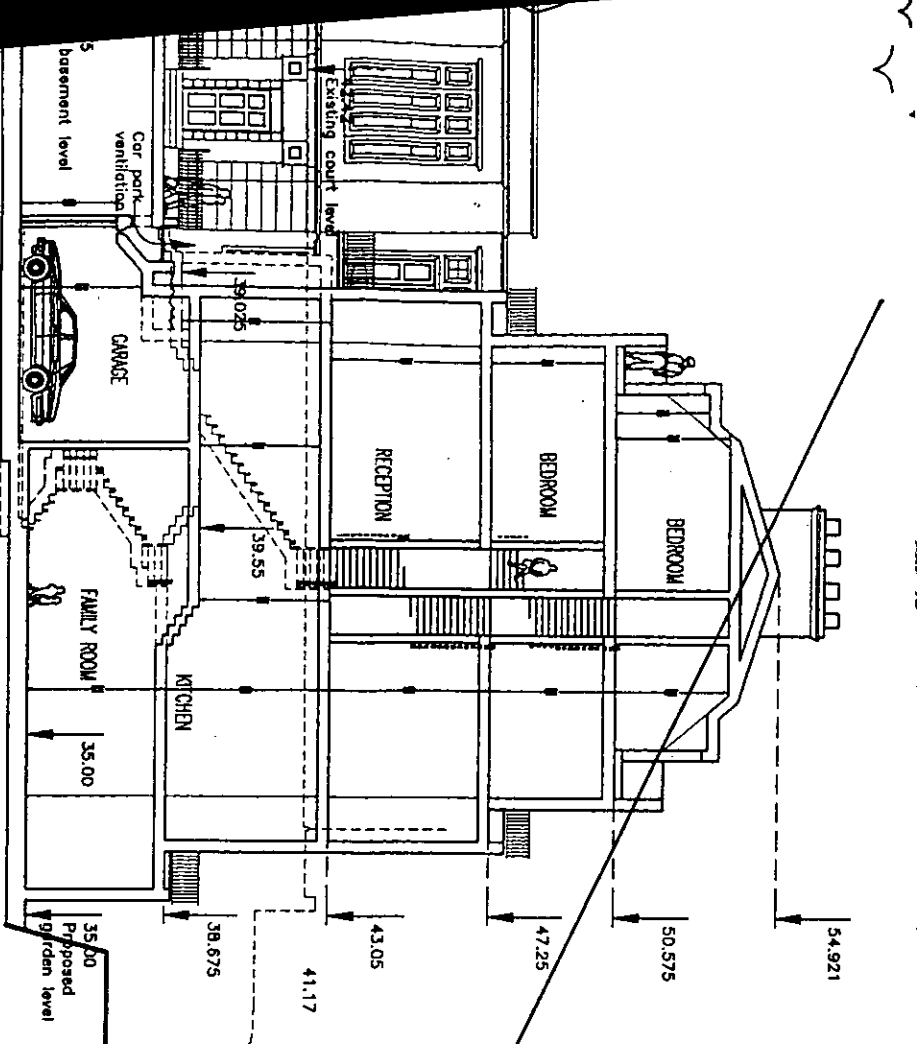 54.921
50.575
47.25
43.05
41.17
38.675
35.00
Proposed
garden level
BEDROOM
BEDROOM
RECEPTION
Existing court level
39.025
39.55
KITCHEN
GARAGE
FAMILY ROOM
35.00
Car park
ventilation
5
basement level